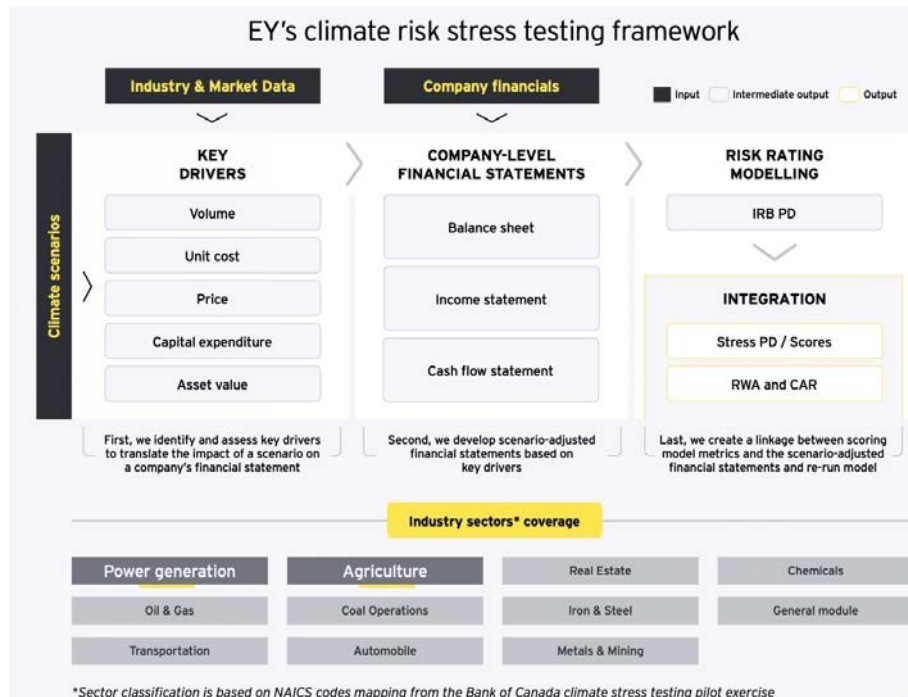 EY's climate risk stress testing framework
Industry & Market Data
Company financials
Input
Intermediate output
Output
Climate scenarios
KEY
DRIVERS
Volume
Unit cost
Price
Capital expenditure
Asset value
First, we identify and assess key drivers
to translate the impact of a scenario on
a company's financial statement
COMPANY-LEVEL
FINANCIAL STATEMENTS
Balance sheet
Income statement
Cash flow statement
Second, we develop scenario-adjusted
financial statements based on
key drivers
RISK RATING
MODELLING
IRB PD
INTEGRATION
Stress PD / Scores
RWA and CAR
Last, we create a linkage between scoring
model metrics and the scenario-adjusted
financial statements and re-run model
Industry sectors* coverage
Power generation
Agriculture
Real Estate
Chemicals
Oil & Gas
Coal Operations
Iron & Steel
General module
Transportation
Automobile
Metals & Mining
*Sector classification is based on NAICS codes mapping from the Bank of Canada climate stress testing pilot exercise